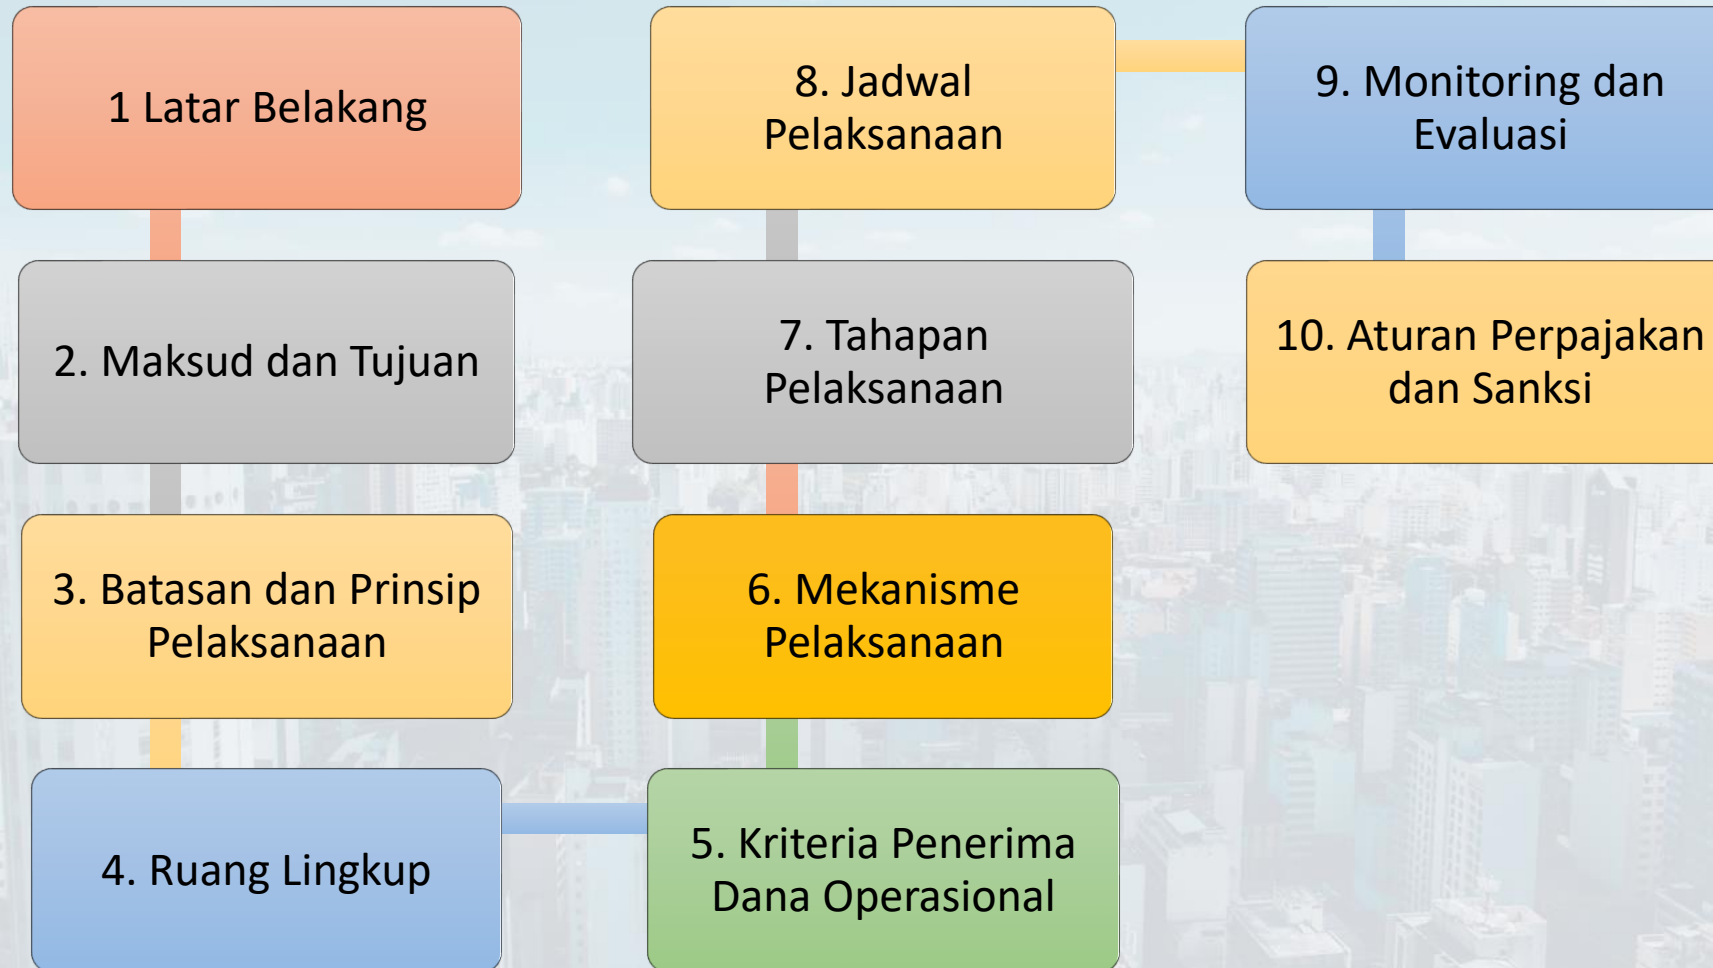 1 Latar Belakang
2. Maksud dan Tujuan
3. Batasan dan Prinsip
Pelaksanaan
4. Ruang Lingkup
5. Kriteria Penerima
Dana Operasional
6. Mekanisme
Pelaksanaan
7. Tahapan
Pelaksanaan
8. Jadwal
Pelaksanaan
9. Monitoring dan
Evaluasi
10. Aturan Perpajakan
dan Sanksi